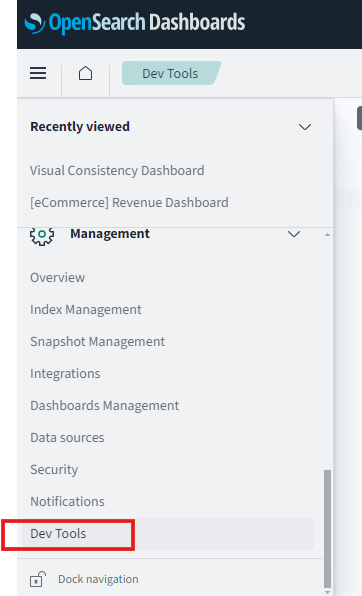 OpenSearch Dashboards
Dev Tools
Recently viewed
Visual Consistency Dashboard
[eCommerce] Revenue Dashboard
Management
Overview
Index Management
Snapshot Management
Integrations
Dashboards Management
Data sources
Security
Notifications
Dev Tools
Dock navigation